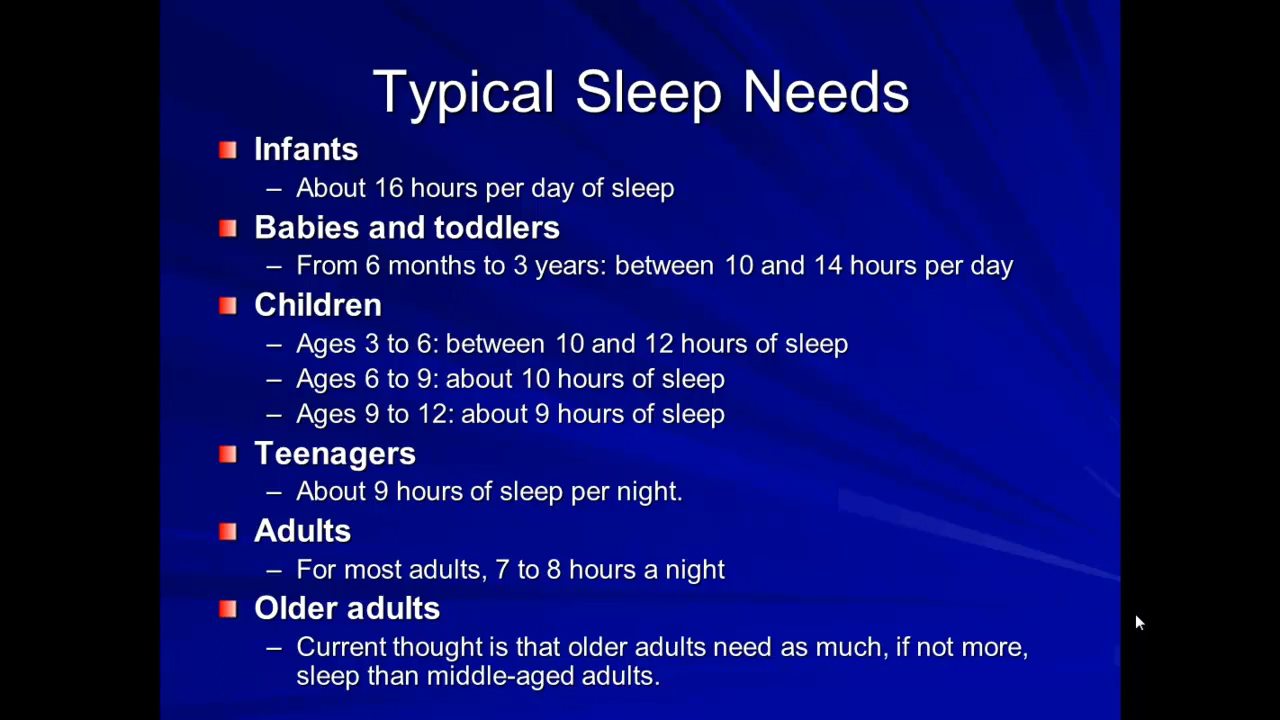 Typical Sleep Needs
Infants
– About 16 hours per day of sleep
Babies and toddlers
– From 6 months to 3 years: between 10 and 14 hours per day
Children
– Ages 3 to 6: between 10 and 12 hours of sleep
– Ages 6 to 9: about 10 hours of sleep
– Ages 9 to 12: about 9 hours of sleep
Teenagers
– About 9 hours of sleep per night.
Adults
– For most adults, 7 to 8 hours a night
Older adults
– Current thought is that older adults need as much, if not more,
sleep than middle-aged adults.